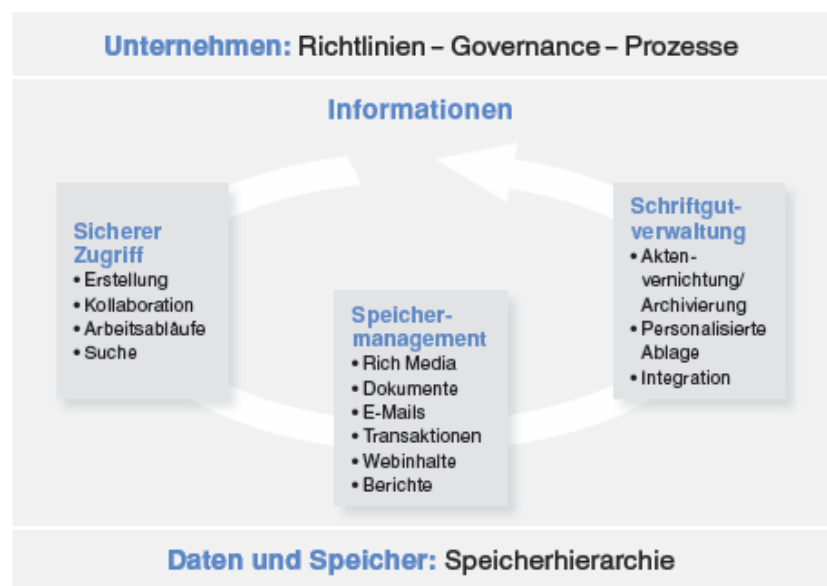 Unternehmen: Richtlinien – Governance – Prozesse
Informationen
Sicherer
Zugriff
• Erstellung
• Kollaboration
• Arbeitsabläufe
• Suche
Speicher-
management
• Rich Media
• Dokumente
• E-Mails
• Transaktionen
• Webinhalte
• Berichte
Schriftgut-
verwaltung
• Akten-
vernichtung/
Archivierung
• Personalisierte
Ablage
• Integration
Daten und Speicher: Speicherhierarchie